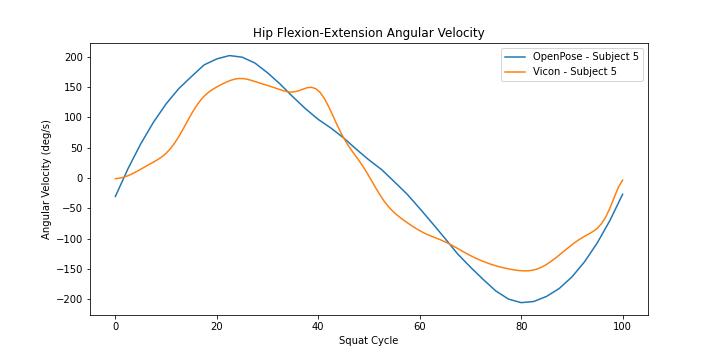 Hip Flexion-Extension Angular Velocity
OpenPose - Subject 5
Vicon - Subject 5
Angular Velocity (deg/s)
200
150
100
50
0
−50
−100
−150
−200
0 20 40 60 80 100
Squat Cycle